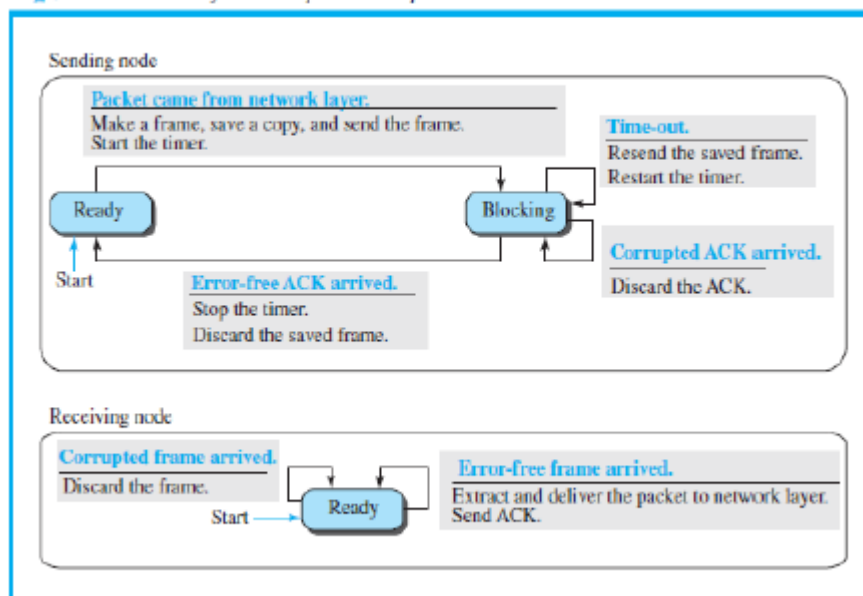 Sending node
Packet came from network layer.
Make a frame, save a copy, and send the frame.
Start the timer.
Time-out.
Resend the saved frame.
Restart the timer.
Ready
Blocking
Start
Error-free ACK arrived.
Stop the timer.
Discard the saved frame.
Corrupted ACK arrived.
Discard the ACK.
Receiving node
Corrupted frame arrived.
Discard the frame.
Start
Ready
Error-free frame arrived.
Extract and deliver the packet to network layer.
Send ACK.